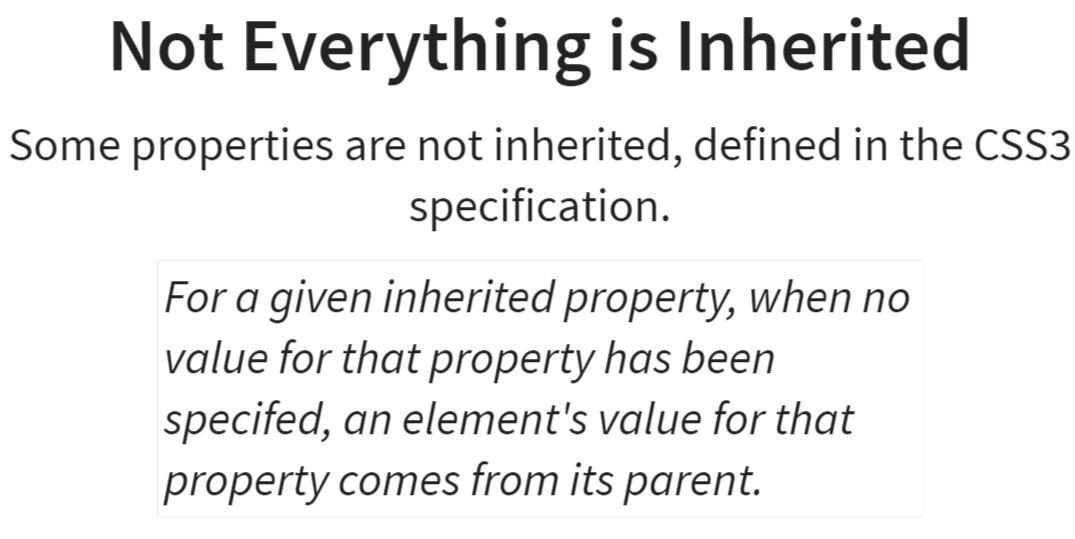 Not Everything is Inherited
Some properties are not inherited, defined in the CSS3
specification.
For a given inherited property, when no
value for that property has been
specifed, an element's value for that
property comes from its parent.